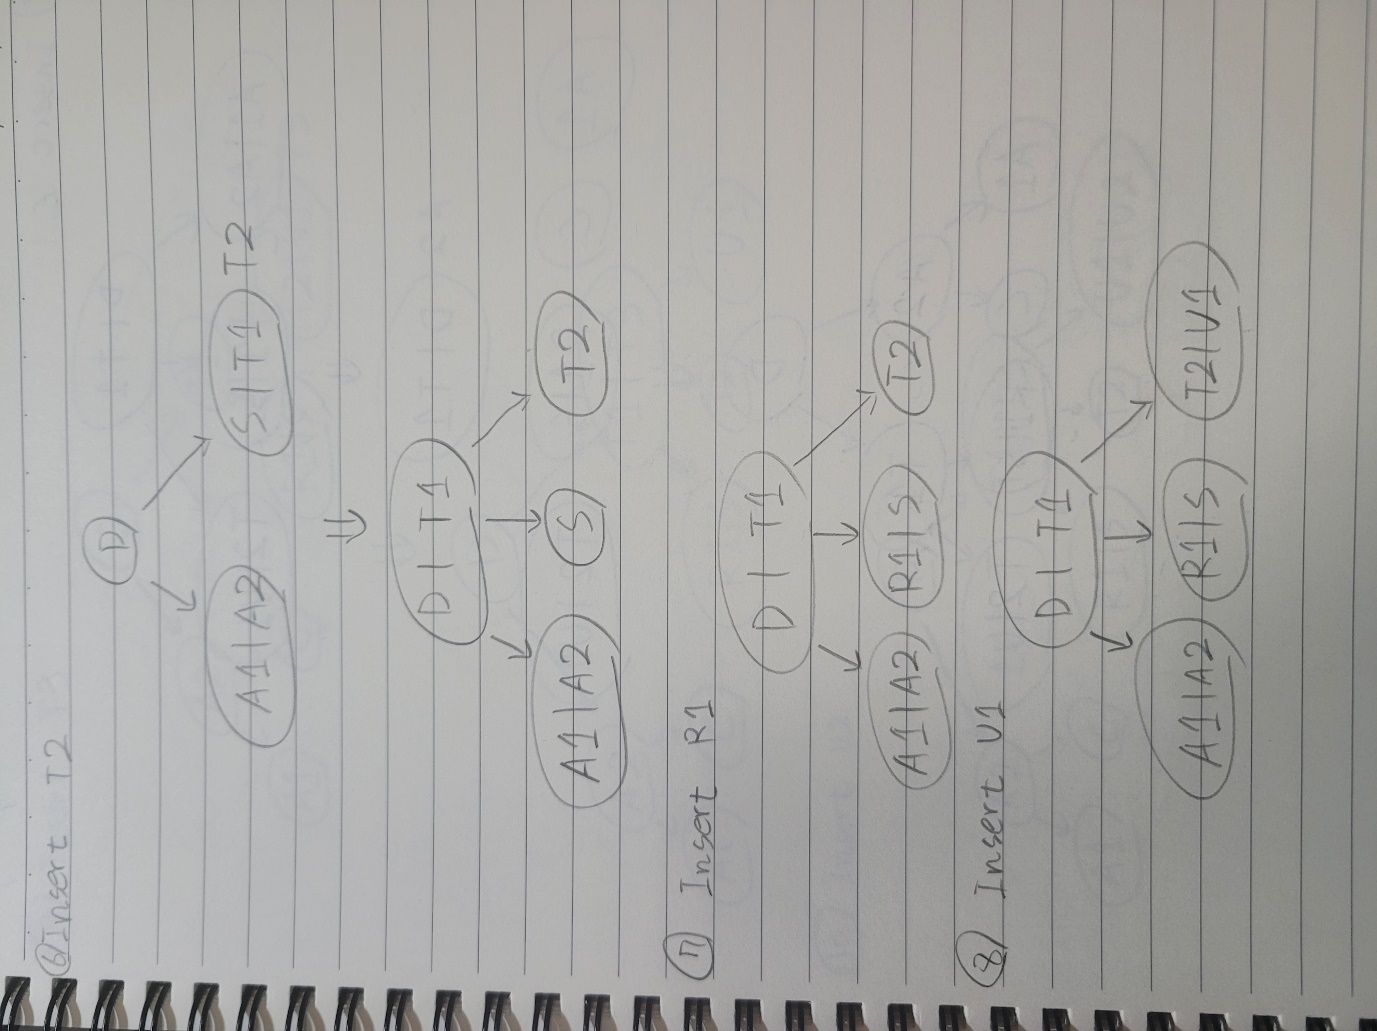 ⑥ Insert T2
D
A1|A2 S|T1 T2
⇓
D|T1
A1|A2 S T2
⑦ Insert R1
D|T1
A1|A2 R1|S T2
⑧ Insert U1
D|T1
A1|A2 R1|S T2|U1